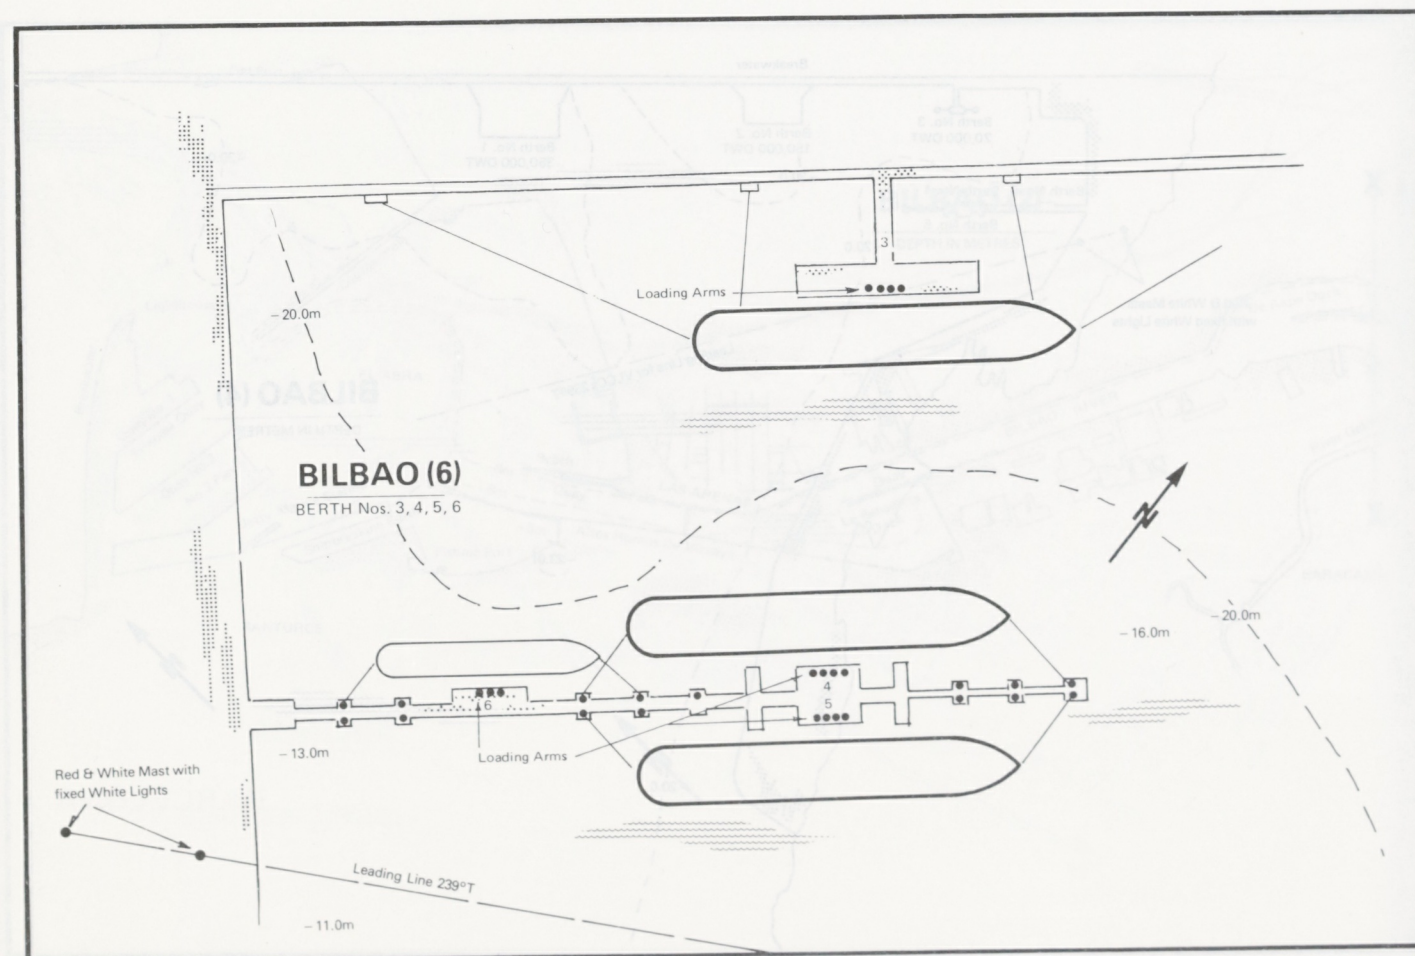 3
Loading Arms
– 20.0m
BILBAO (6)
BERTH Nos. 3, 4, 5, 6
N
– 20.0m
– 16.0m
4
6
5
– 13.0m
Loading Arms
Red & White Mast with
fixed White Lights
Leading Line 239°T
– 11.0m